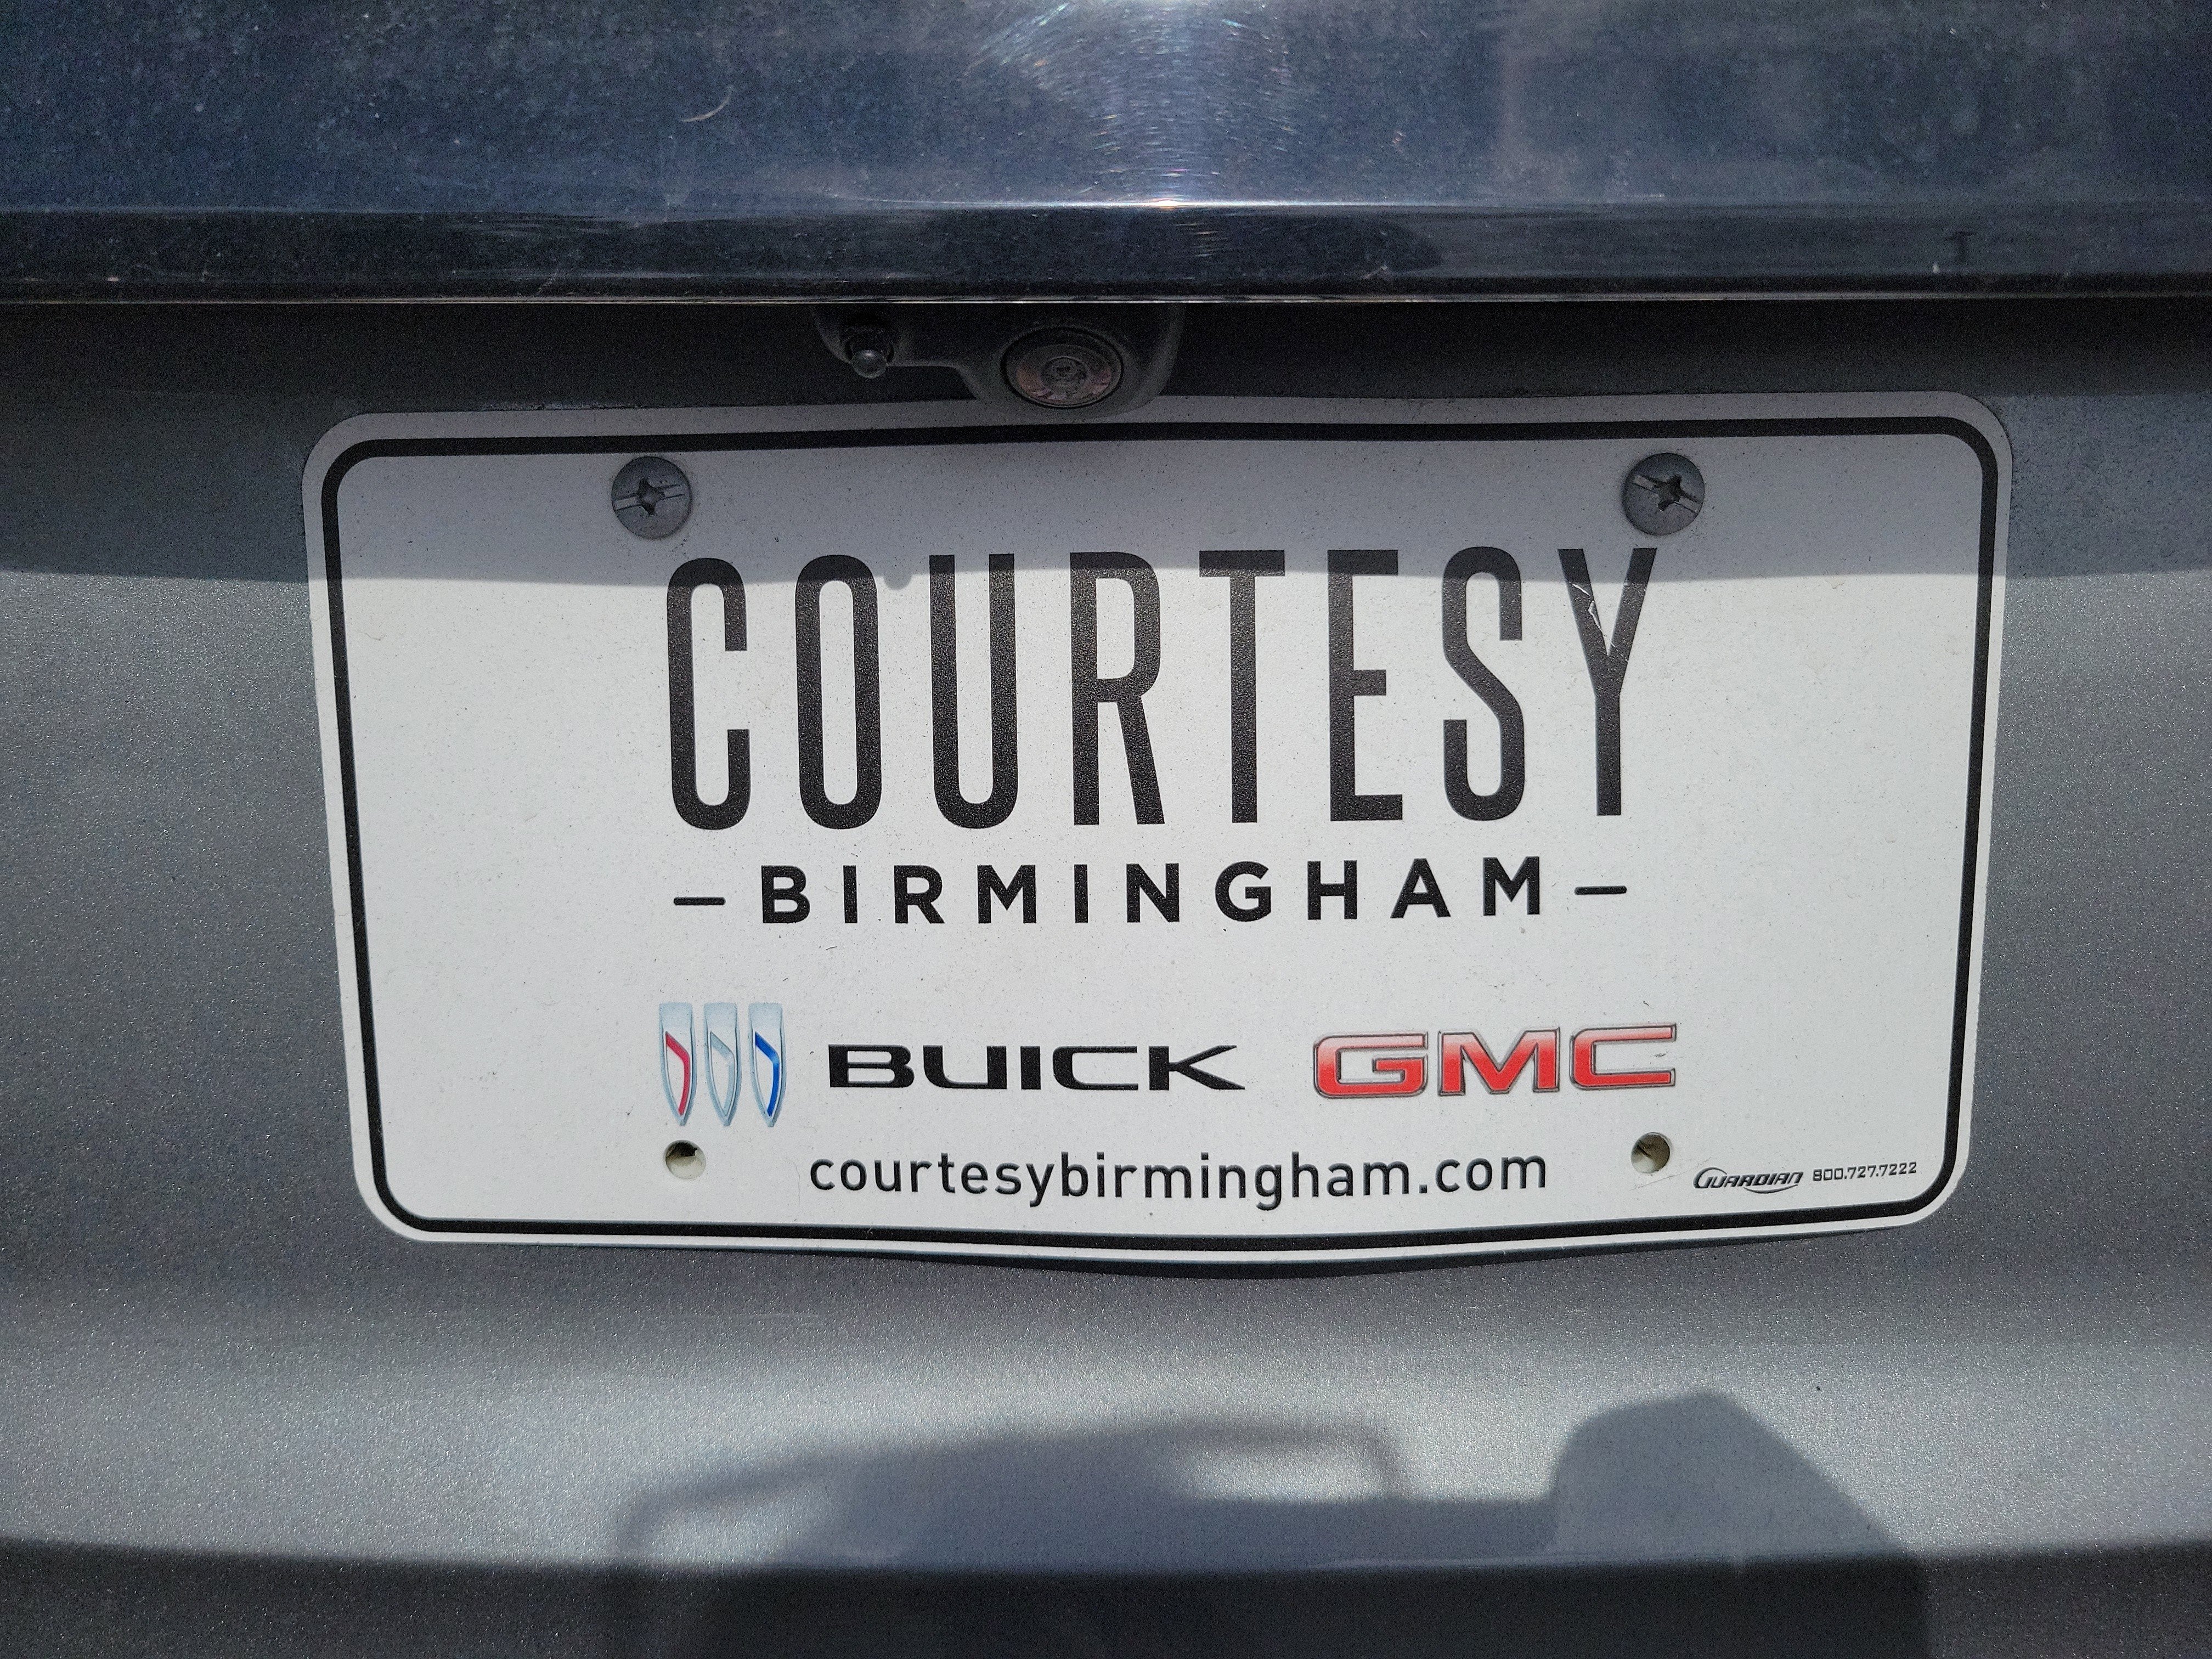 COURTESY
–BIRMINGHAM–
BUICK GMC
courtesybirmingham.com
GUARDIAN 800.727.7222